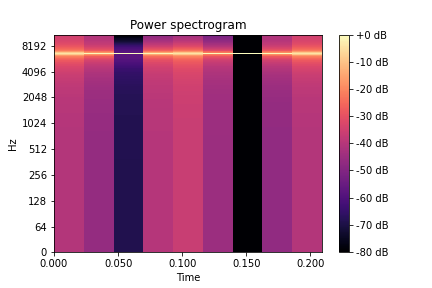 Power spectrogram
Hz
8192
4096
2048
1024
512
256
128
64
0
0.000 0.050 0.100 0.150 0.200
Time
+0 dB
-10 dB
-20 dB
-30 dB
-40 dB
-50 dB
-60 dB
-70 dB
-80 dB